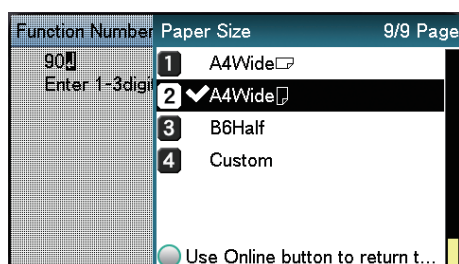 Function Number
90
Enter 1-3digi
Paper Size 9/9 Page
1 A4Wide
2 A4Wide
3 B6Half
4 Custom
Use Online button to return t...